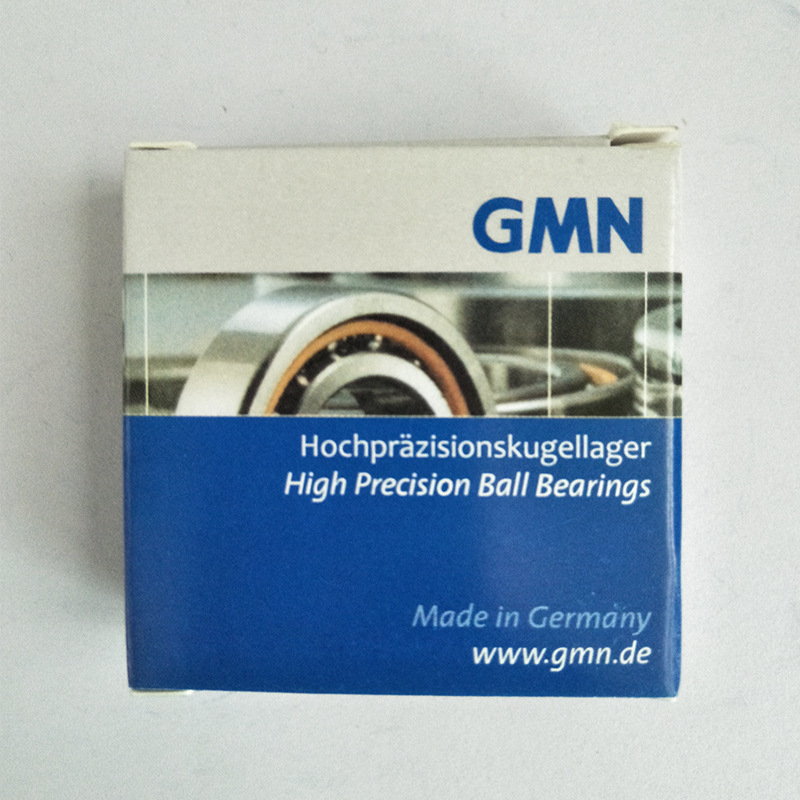 GMN
Hochpräzisionskugellager
High Precision Ball Bearings
Made in Germany
www.gmn.de